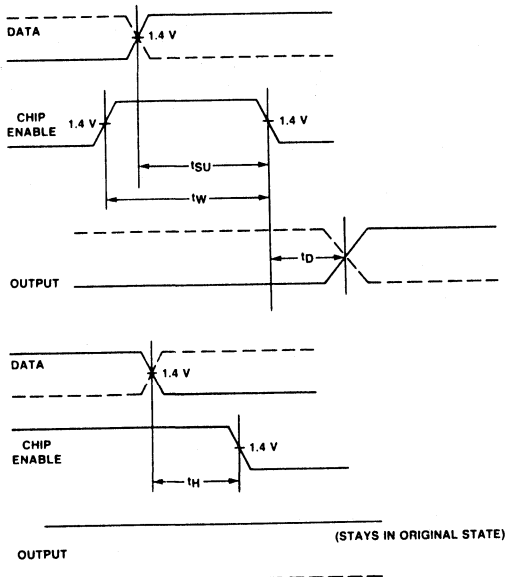 DATA
1.4 V
CHIP
ENABLE
1.4 V
1.4 V
tSU
tW
tD
OUTPUT
DATA
1.4 V
CHIP
ENABLE
1.4 V
tH
(STAYS IN ORIGINAL STATE)
OUTPUT